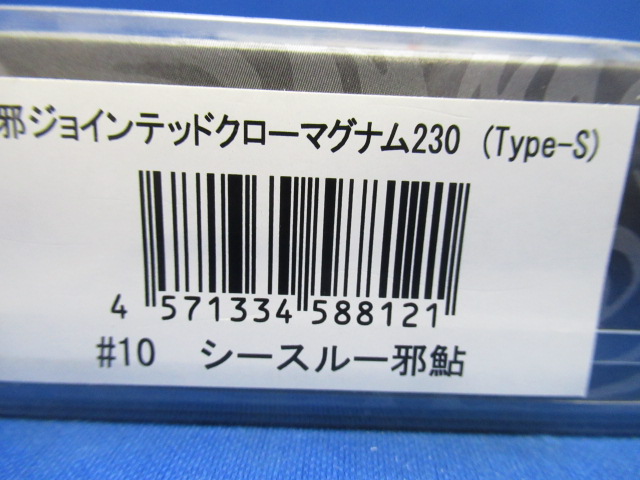 邪ジョインテッドクローマグナム230 (Type-S)
4 571334 588121
#10 シースルー邪鮎